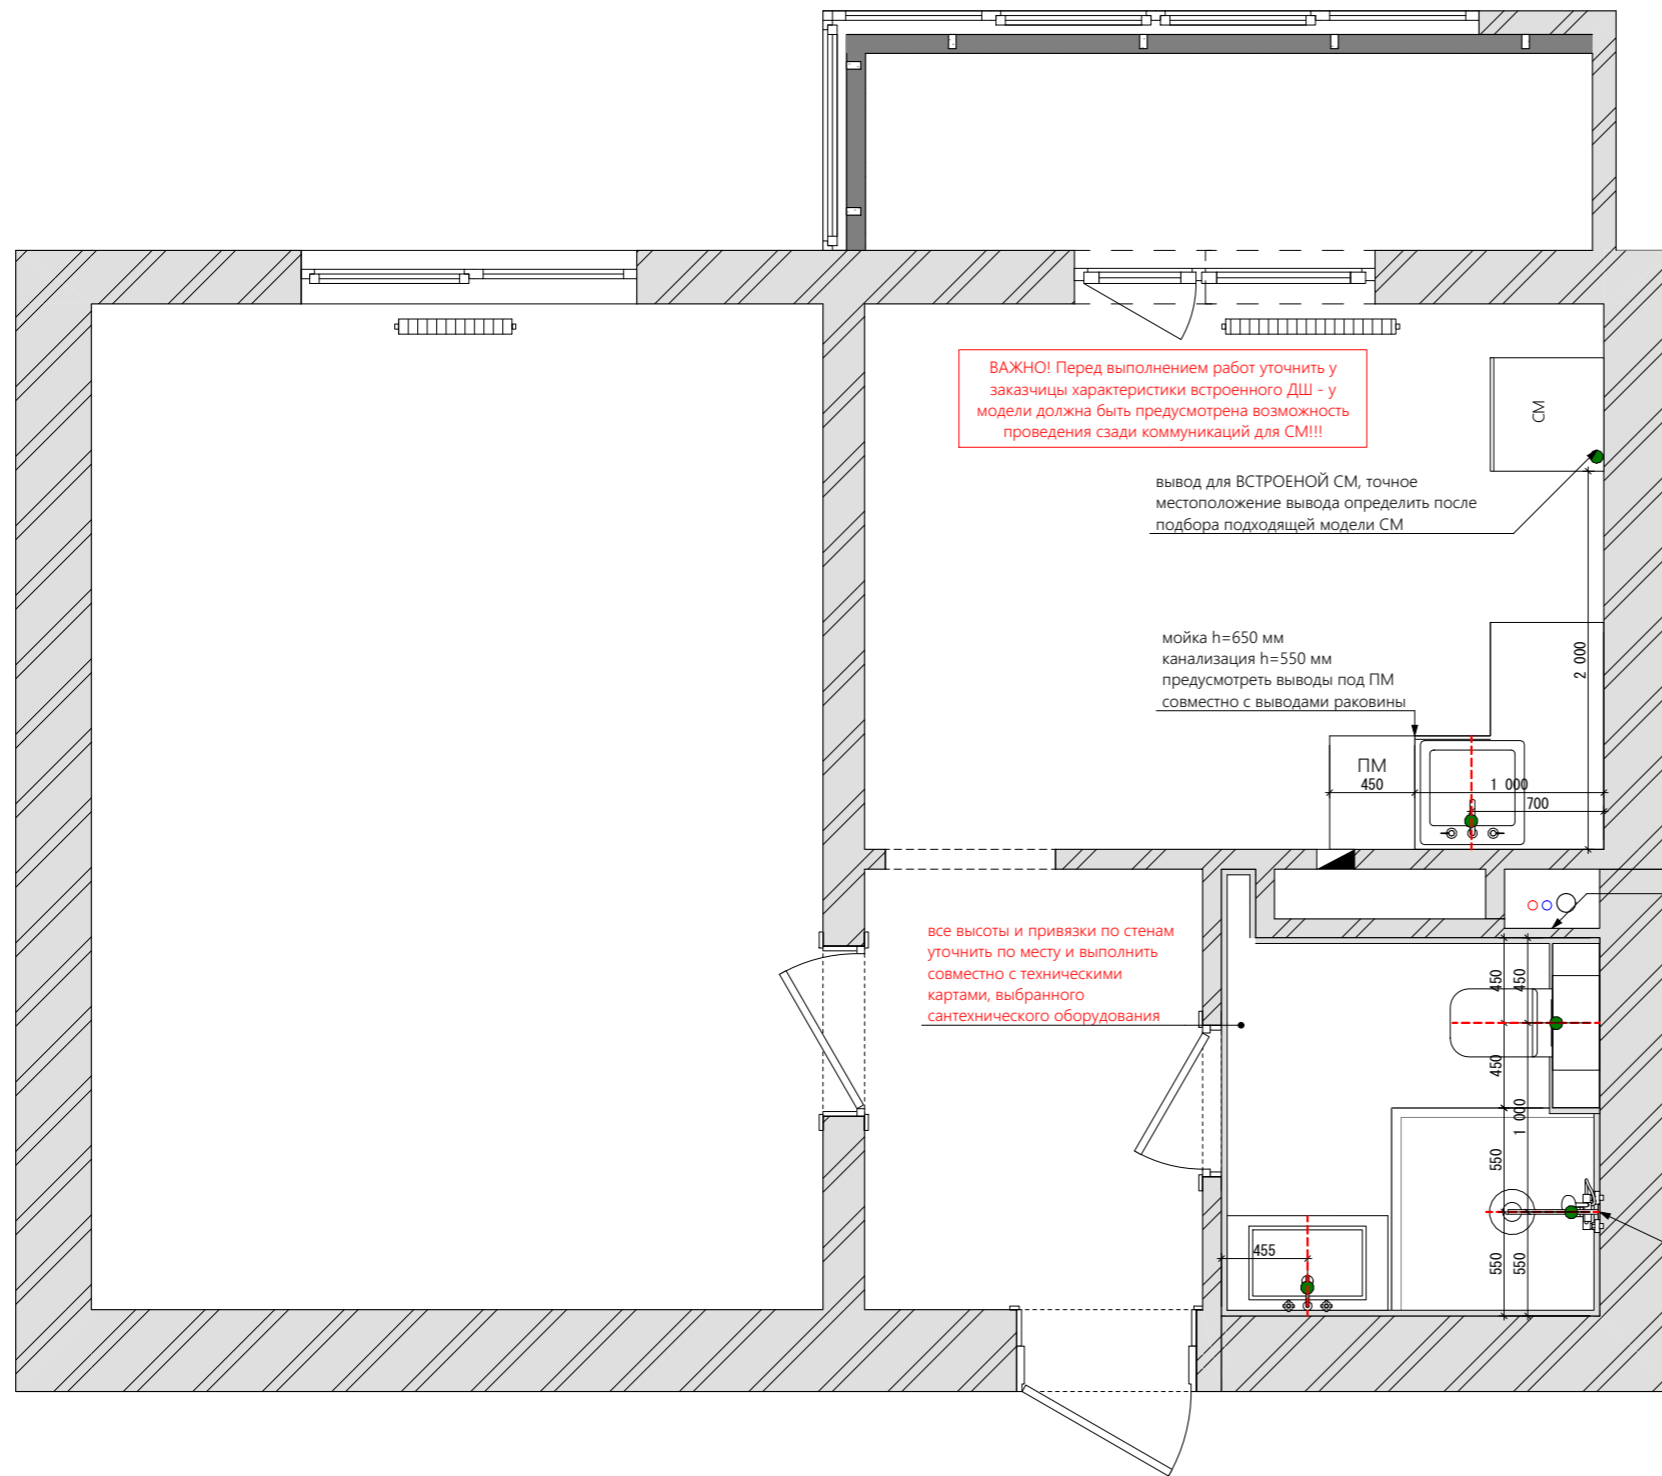 ВАЖНО! Перед выполнением работ уточнить у
заказчицы характеристики встроенного ДШ - у
модели должна быть предусмотрена возможность
проведения сзади коммуникаций для СМ!!!
СМ
вывод для ВСТРОЕНОЙ СМ, точное
местоположение вывода определить после
подбора подходящей модели СМ
мойка h=650 мм
канализация h=550 мм
предусмотреть выводы под ПМ
совместно с выводами раковины
2 000
ПМ
450
1 000
700
все высоты и привязки по стенам
уточнить по месту и выполнить
совместно с техническими
картами, выбранного
сантехнического оборудования
450
450
450
1 000
550
550
550
455